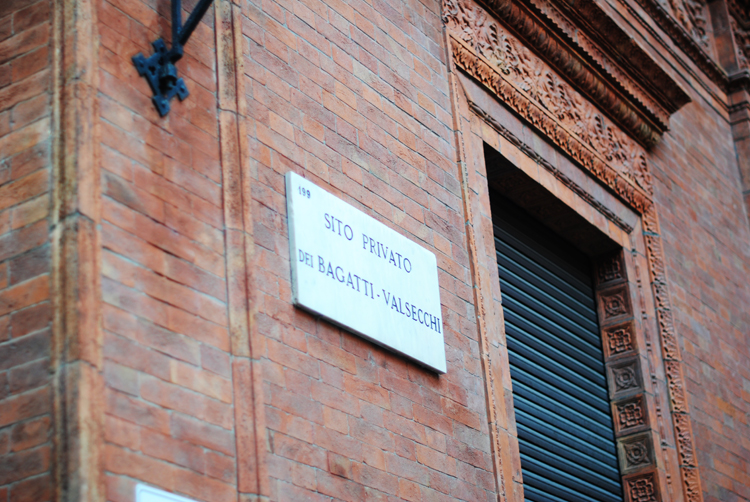 199
SITO PRIVATO
DEI BAGATTI-VALSECCHI